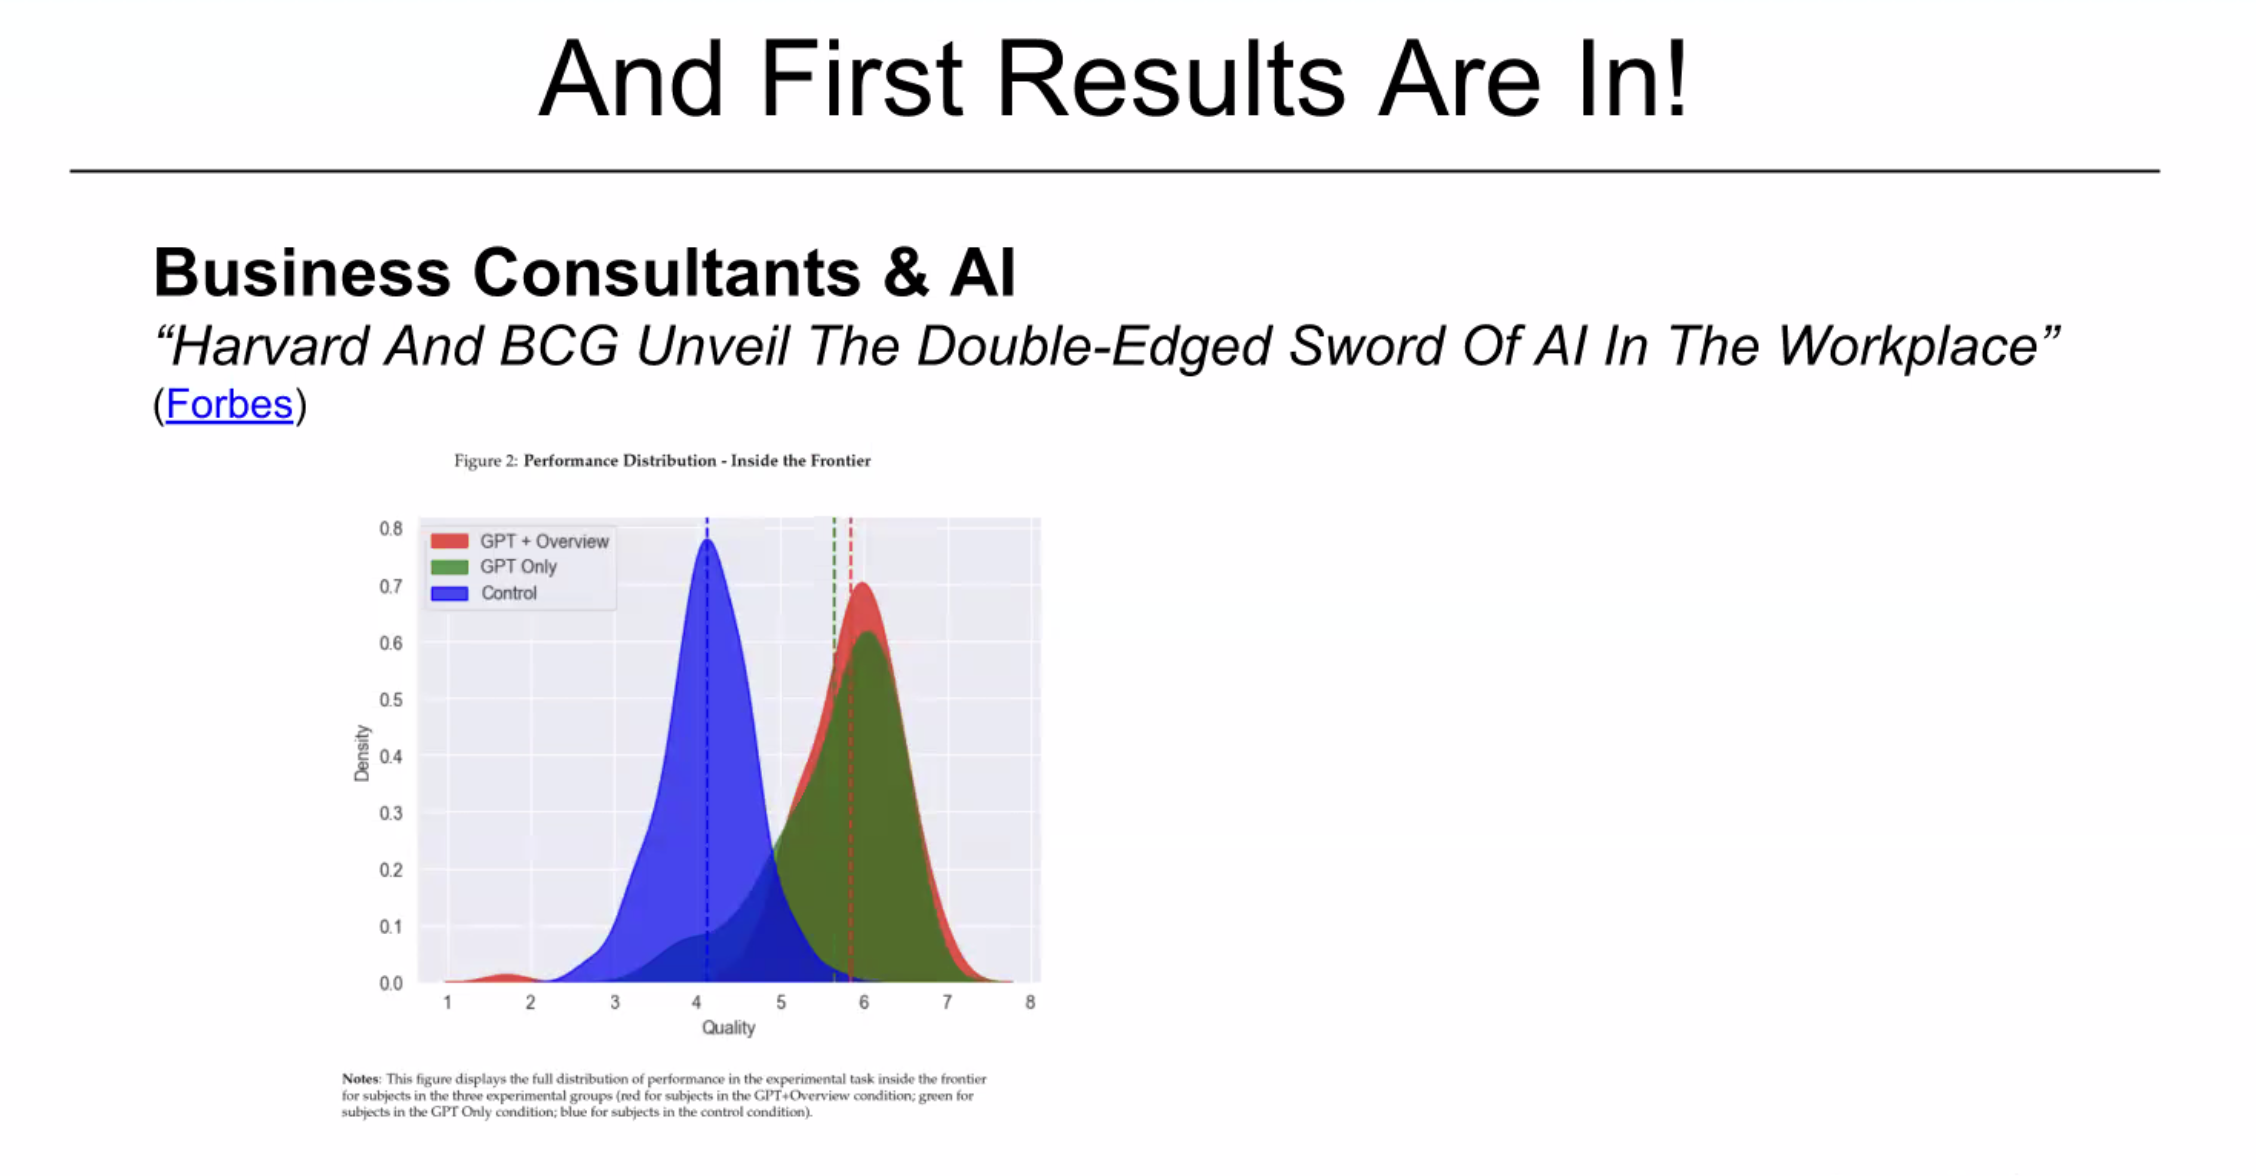 And First Results Are In!
Business Consultants & AI
“Harvard And BCG Unveil The Double-Edged Sword Of AI In The Workplace”
(Forbes)
Figure 2: Performance Distribution - Inside the Frontier
GPT + Overview
GPT Only
Control
0.8
0.7
0.6
0.5
0.4
0.3
0.2
0.1
0.0
Density
1 2 3 4 5 6 7 8
Quality
Notes: This figure displays the full distribution of performance in the experimental task inside the frontier
for subjects in the three experimental groups (red for subjects in the GPT+Overview condition; green for
subjects in the GPT Only condition; blue for subjects in the control condition).